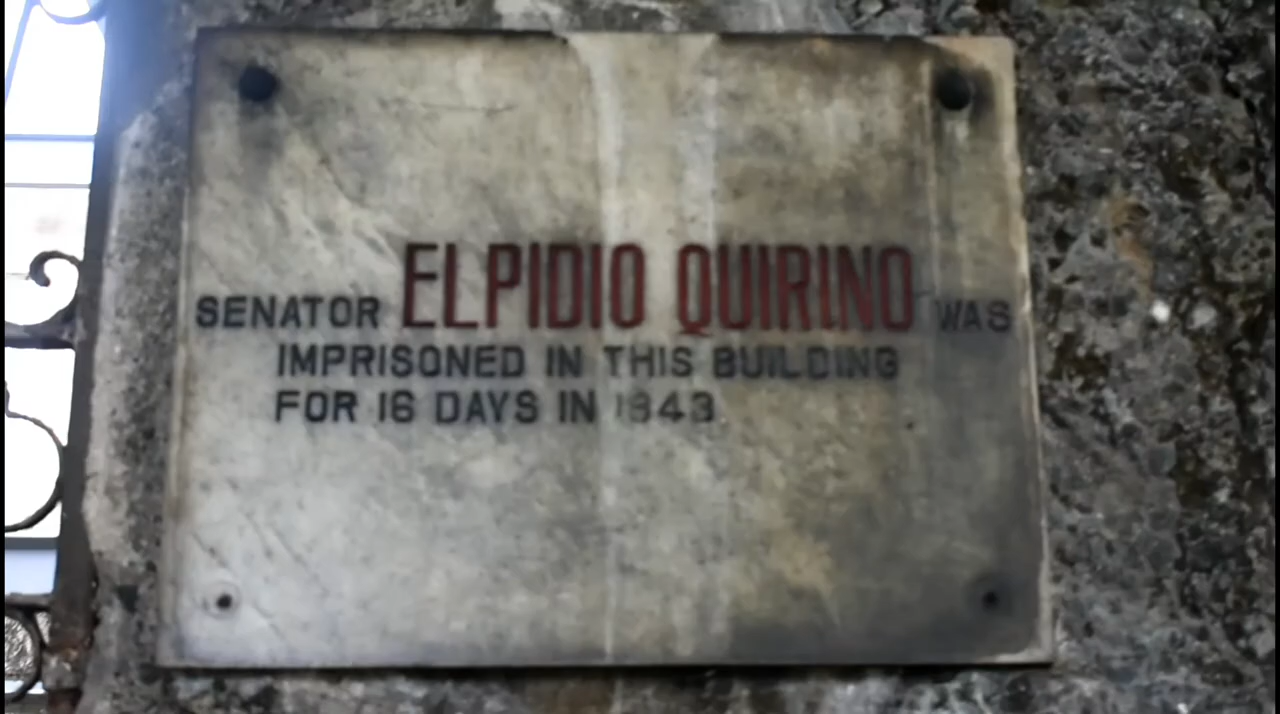 SENATOR ELPIDIO QUIRINO WAS
IMPRISONED IN THIS BUILDING
FOR 16 DAYS IN 1943